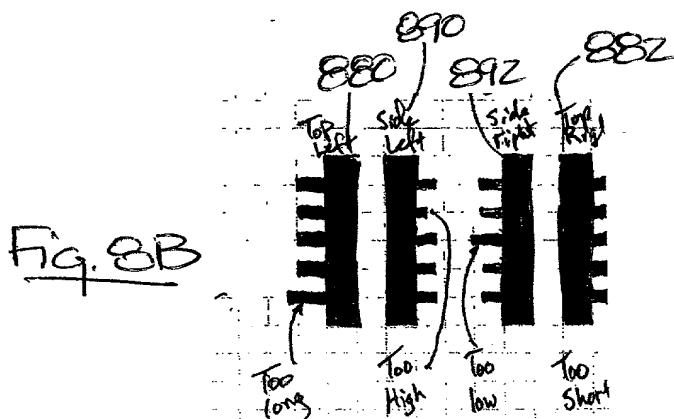 890
880
892
882
Top
Left
Side
Left
Side
right
Top
Right
Fig. 8B
Too
long
Too
High
Too
low
Too
Short